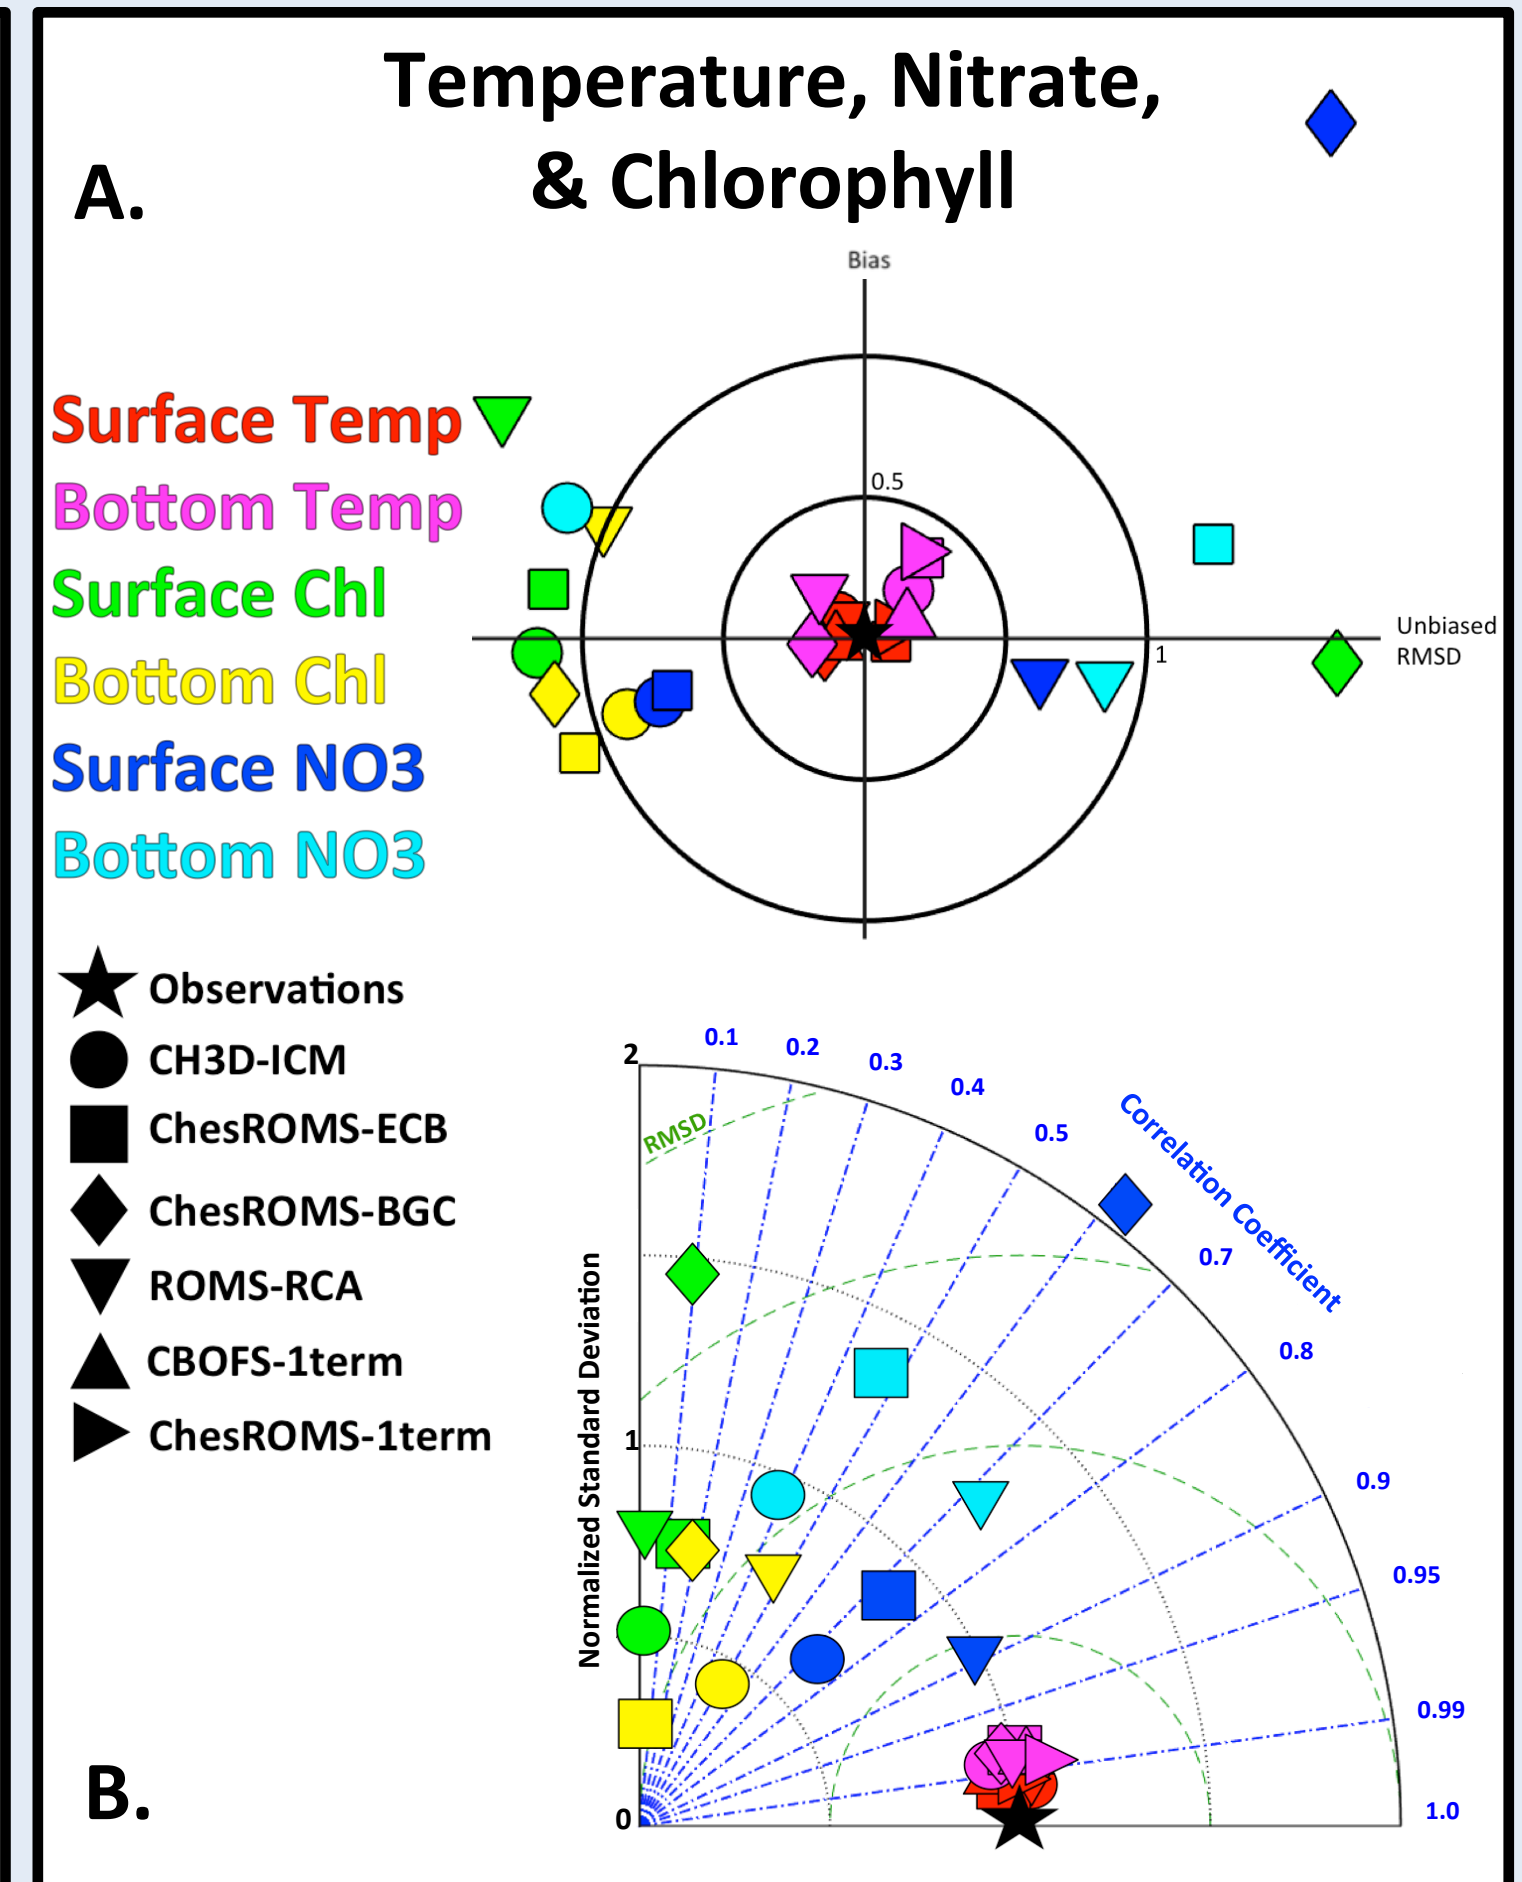 Temperature, Nitrate,
& Chlorophyll
A.
Bias
Surface Temp
Bottom Temp
Surface Chl
Bottom Chl
Surface NO3
Bottom NO3
0.5
1
Unbiased
RMSD
Observations
CH3D-ICM
ChesROMS-ECB
ChesROMS-BGC
ROMS-RCA
CBOFS-1term
ChesROMS-1term
B.
2
1
0
Normalized Standard Deviation
RMSD
0.1
0.2
0.3
0.4
0.5
Correlation Coefficient
0.7
0.8
0.9
0.95
0.99
1.0